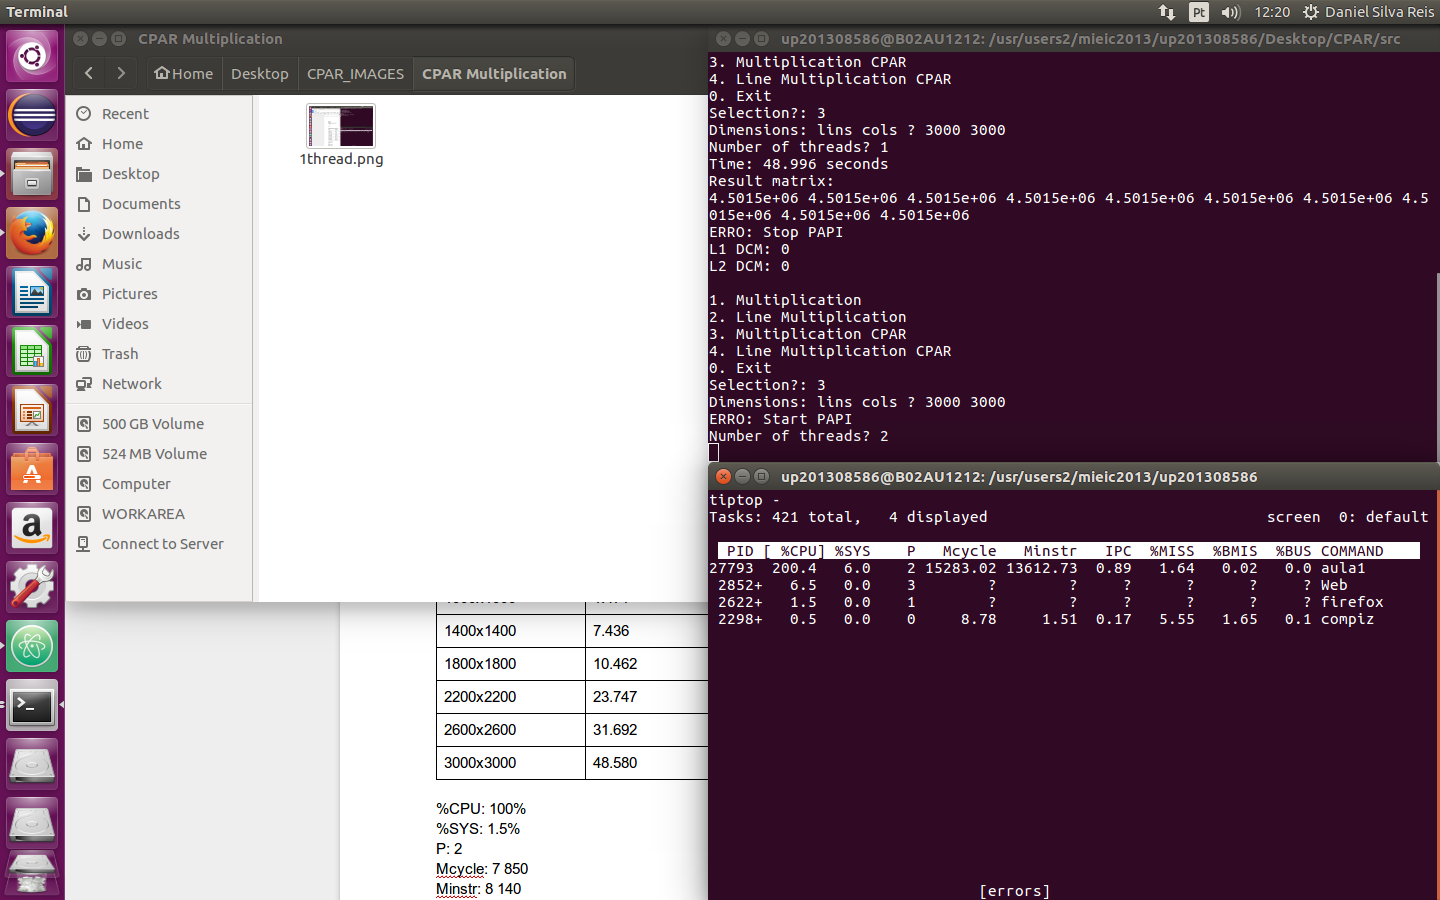 Terminal
Pt
12:20
Daniel Silva Reis
CPAR Multiplication
Home
Desktop
CPAR_IMAGES
CPAR Multiplication
Recent
Home
Desktop
Documents
Downloads
Music
Pictures
Videos
Trash
Network
500 GB Volume
524 MB Volume
Computer
WORKAREA
Connect to Server
1thread.png
1400x1400 7.436
1800x1800 10.462
2200x2200 23.747
2600x2600 31.692
3000x3000 48.580
%CPU: 100%
%SYS: 1.5%
P: 2
Mcycle: 7 850
Minstr: 8 140
up201308586@B02AU1212: /usr/users2/mieic2013/up201308586/Desktop/CPAR/src
3. Multiplication CPAR
4. Line Multiplication CPAR
0. Exit
Selection?: 3
Dimensions: lins cols ? 3000 3000
Number of threads? 1
Time: 48.996 seconds
Result matrix:
4.5015e+06 4.5015e+06 4.5015e+06 4.5015e+06 4.5015e+06 4.5015e+06 4.5015e+06 4.5
015e+06 4.5015e+06 4.5015e+06
ERRO: Stop PAPI
L1 DCM: 0
L2 DCM: 0
1. Multiplication
2. Line Multiplication
3. Multiplication CPAR
4. Line Multiplication CPAR
0. Exit
Selection?: 3
Dimensions: lins cols ? 3000 3000
ERRO: Start PAPI
Number of threads? 2
up201308586@B02AU1212: /usr/users2/mieic2013/up201308586
tiptop -
Tasks: 421 total, 4 displayed screen 0: default
PID [ %CPU] %SYS P Mcycle Minstr IPC %MISS %BMIS %BUS COMMAND
27793 200.4 6.0 2 15283.02 13612.73 0.89 1.64 0.02 0.0 aula1
2852+ 6.5 0.0 3 ? ? ? ? ? ? Web
2622+ 1.5 0.0 1 ? ? ? ? ? ? firefox
2298+ 0.5 0.0 0 8.78 1.51 0.17 5.55 1.65 0.1 compiz
[errors]